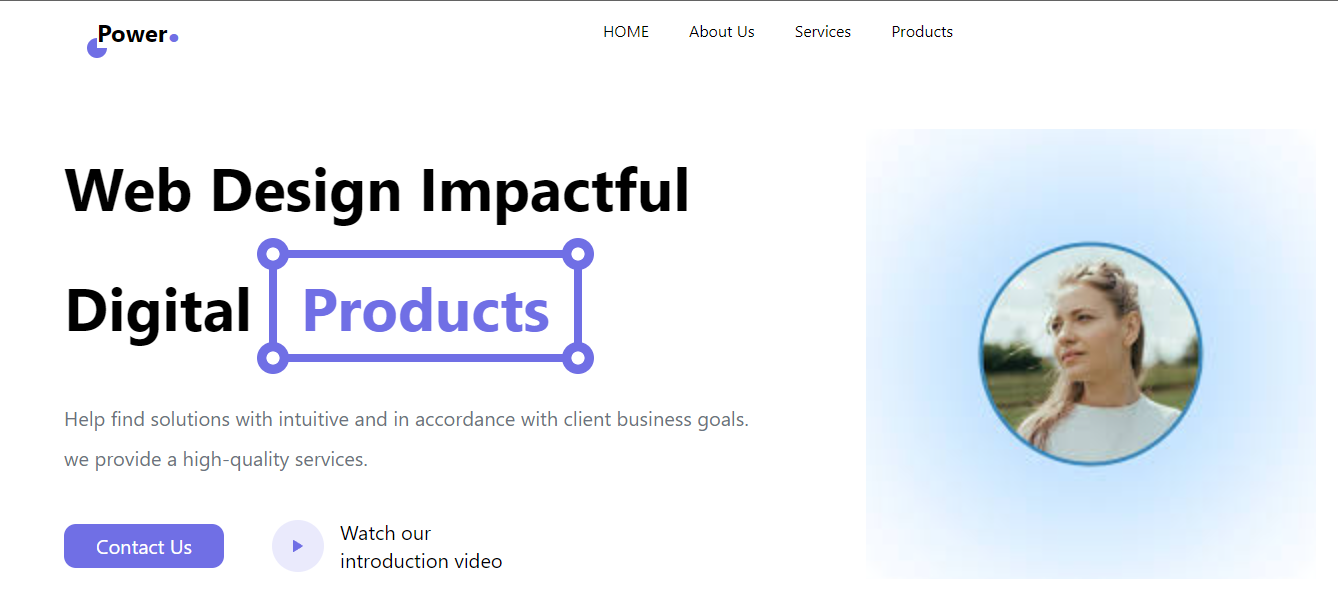 Power
HOME About Us Services Products
Web Design Impactful
Digital Products
Help find solutions with intuitive and in accordance with client business goals.
we provide a high-quality services.
Contact Us
Watch our
introduction video